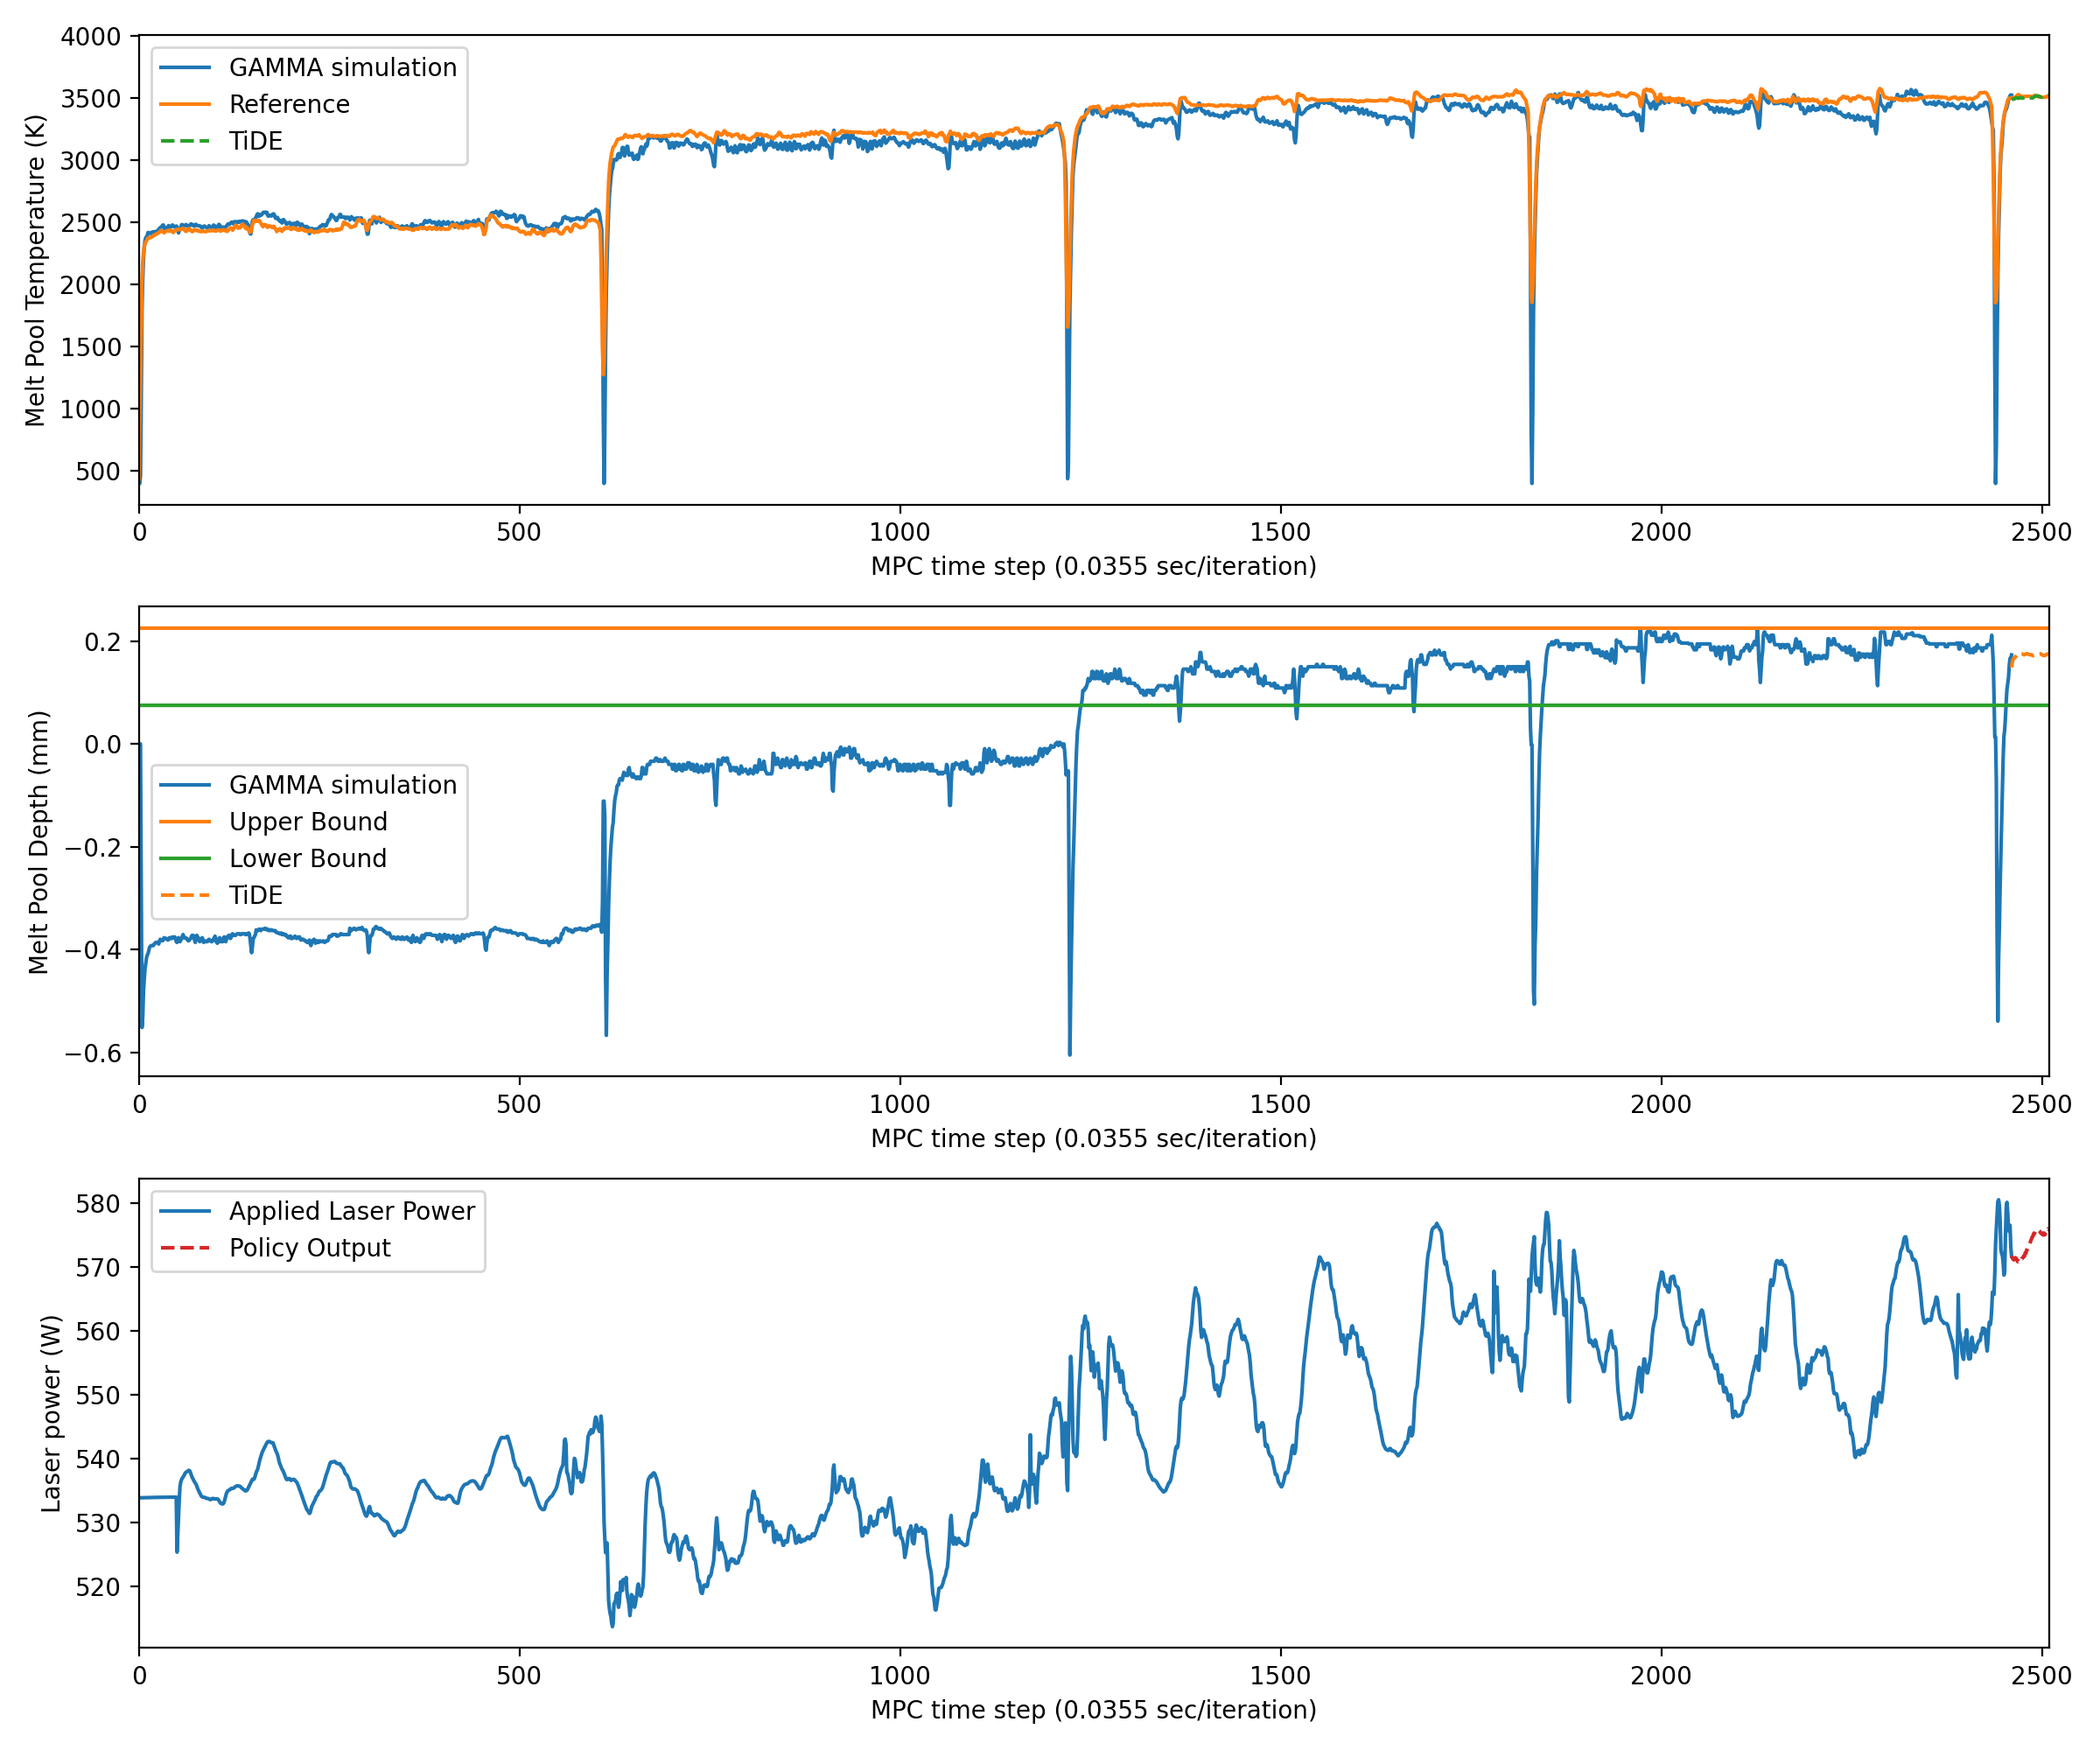 4000
3500
3000
2500
2000
1500
1000
500
Melt Pool Temperature (K)
GAMMA simulation
Reference
TiDE
0 500 1000 1500 2000 2500
MPC time step (0.0355 sec/iteration)
0.2
0.0
−0.2
−0.4
−0.6
Melt Pool Depth (mm)
GAMMA simulation
Upper Bound
Lower Bound
TiDE
0 500 1000 1500 2000 2500
MPC time step (0.0355 sec/iteration)
580
570
560
550
540
530
520
Laser power (W)
Applied Laser Power
Policy Output
0 500 1000 1500 2000 2500
MPC time step (0.0355 sec/iteration)